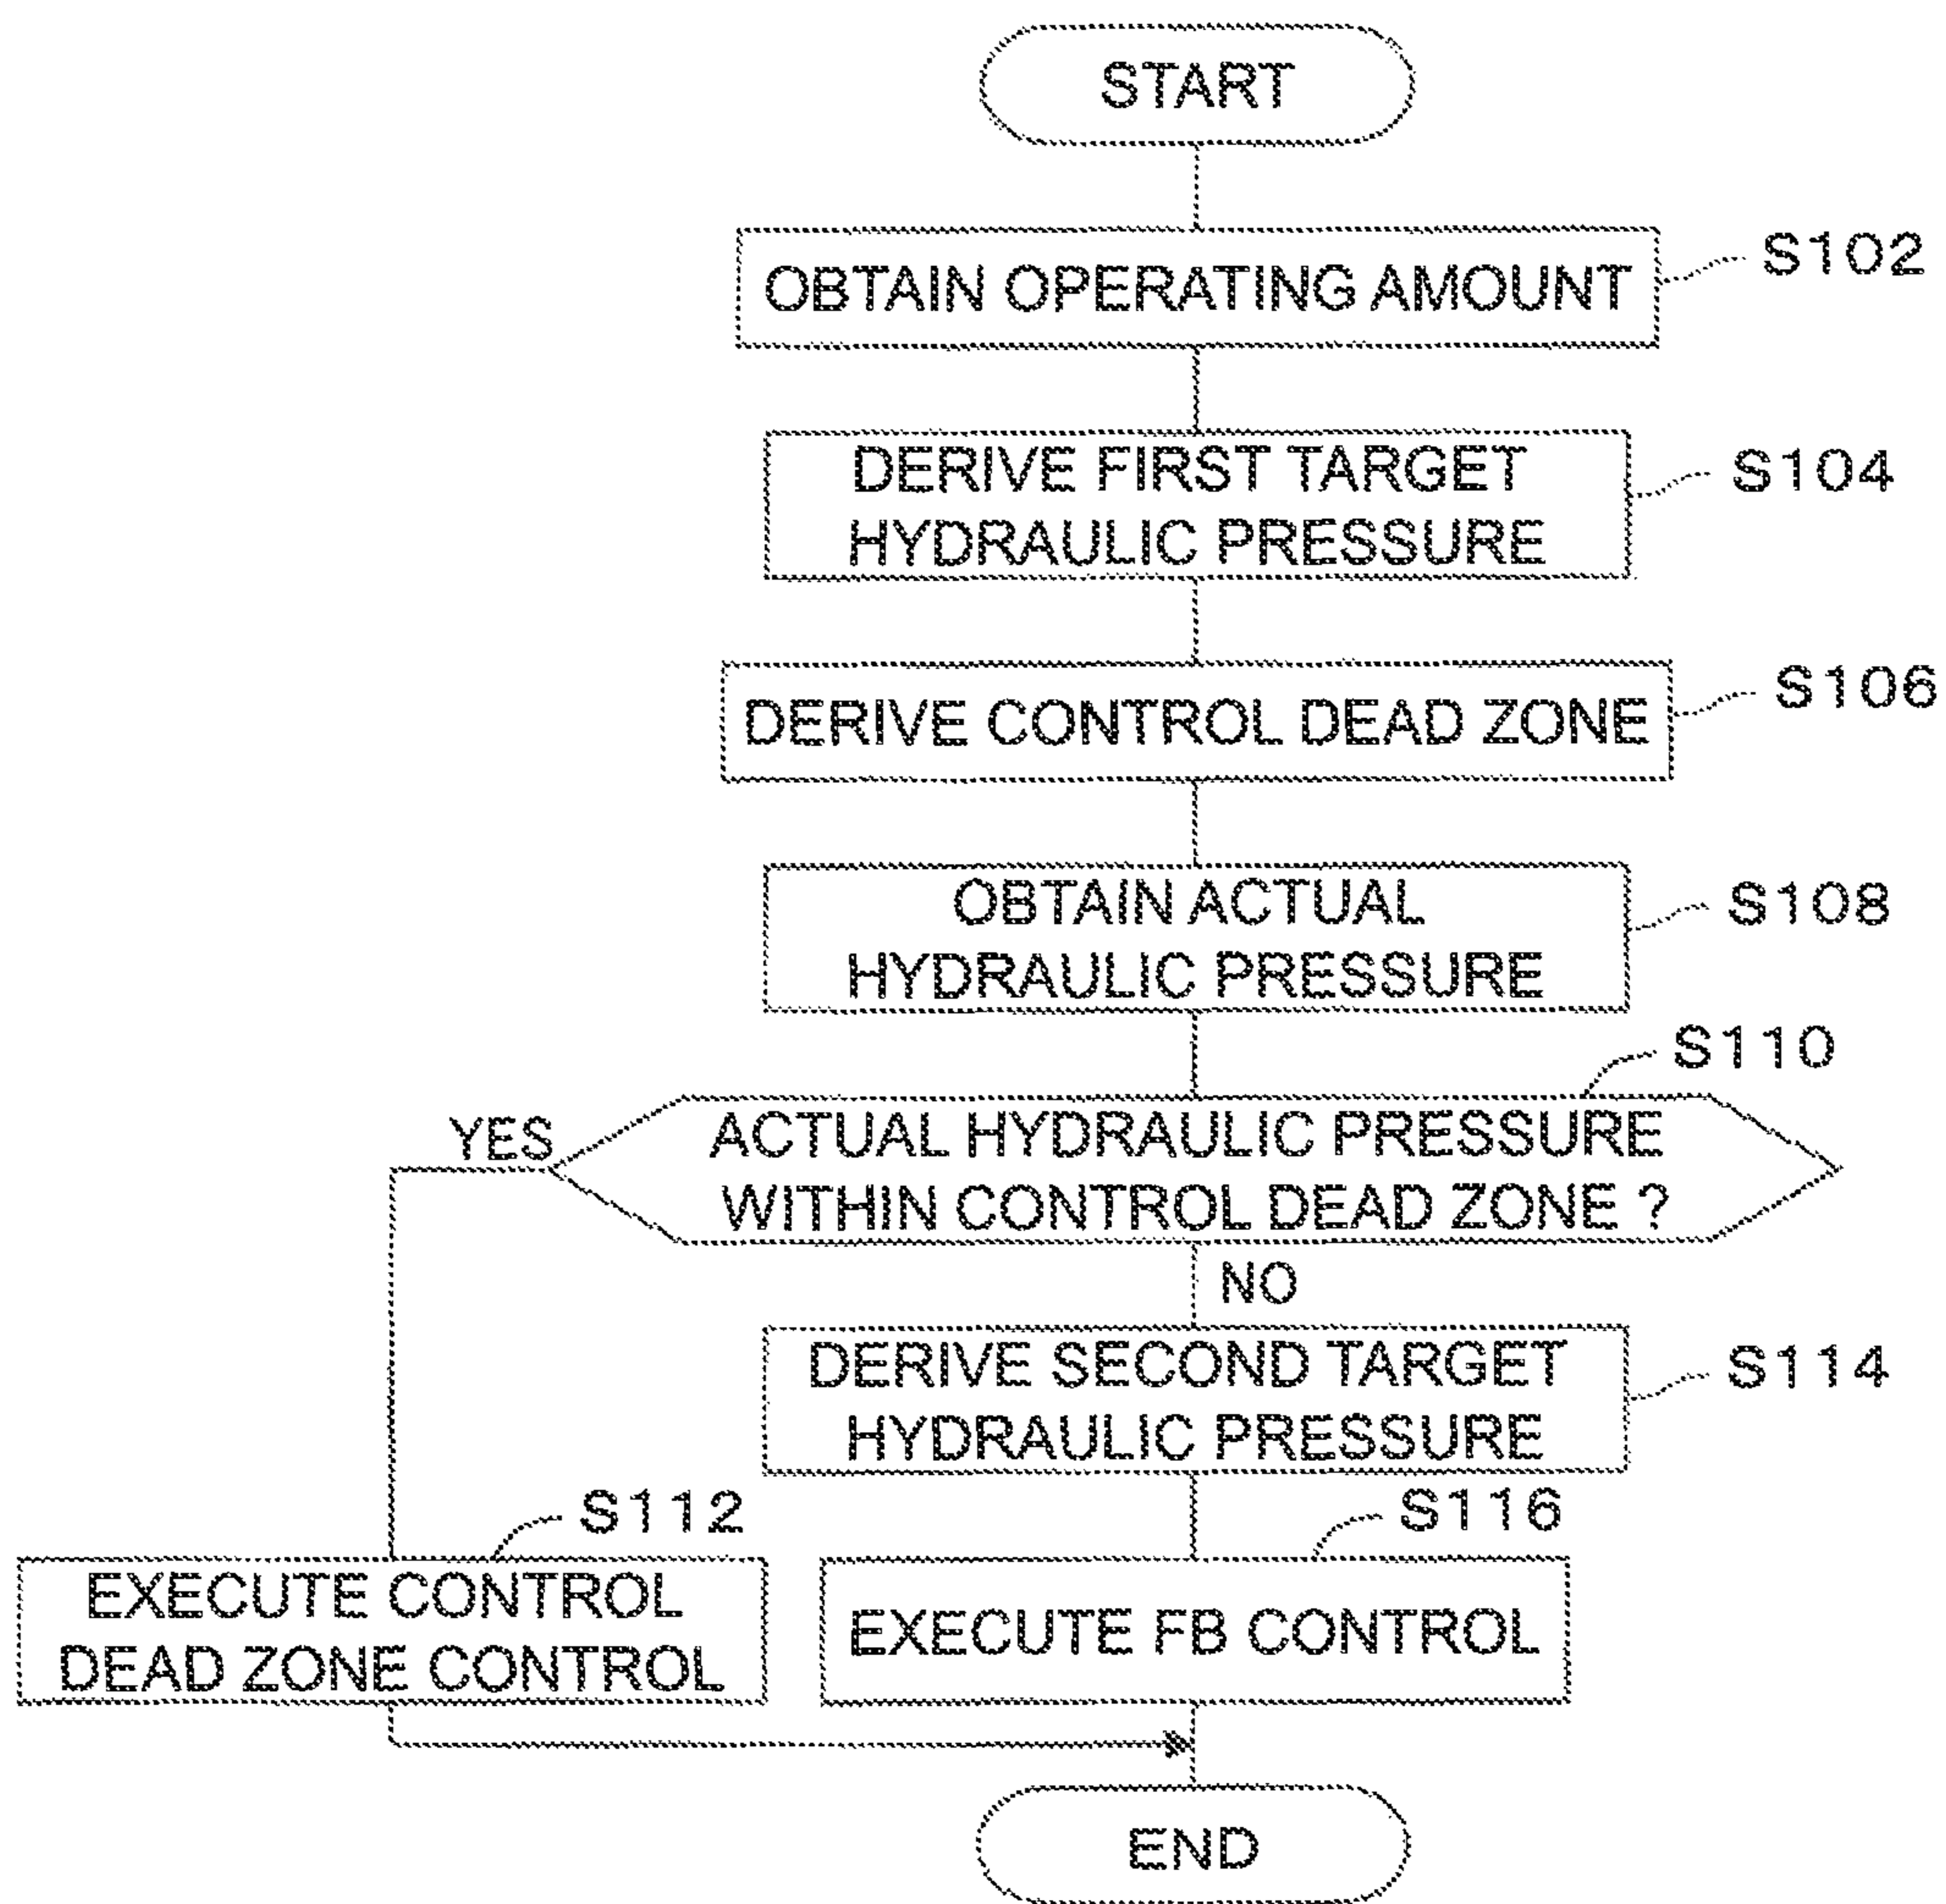 START
OBTAIN OPERATING AMOUNT
S102
DERIVE FIRST TARGET
HYDRAULIC PRESSURE
S104
DERIVE CONTROL DEAD ZONE
S106
OBTAIN ACTUAL
HYDRAULIC PRESSURE
S108
S110
YES
ACTUAL HYDRAULIC PRESSURE
WITHIN CONTROL DEAD ZONE ?
NO
DERIVE SECOND TARGET
HYDRAULIC PRESSURE
S114
S112
EXECUTE CONTROL
DEAD ZONE CONTROL
S116
EXECUTE FB CONTROL
END